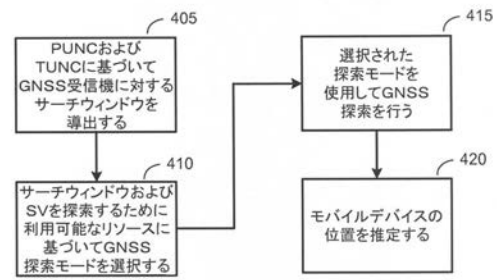 405
PUNCおよび
TUNCに基づいて
GNSS受信機に対する
サーチウィンドウを
導出する
410
サーチウィンドウおよび
SVを探索するために
利用可能なリソースに
基づいてGNSS
探索モードを選択する
415
選択された
探索モードを
使用してGNSS
探索を行う
420
モバイルデバイスの
位置を推定する